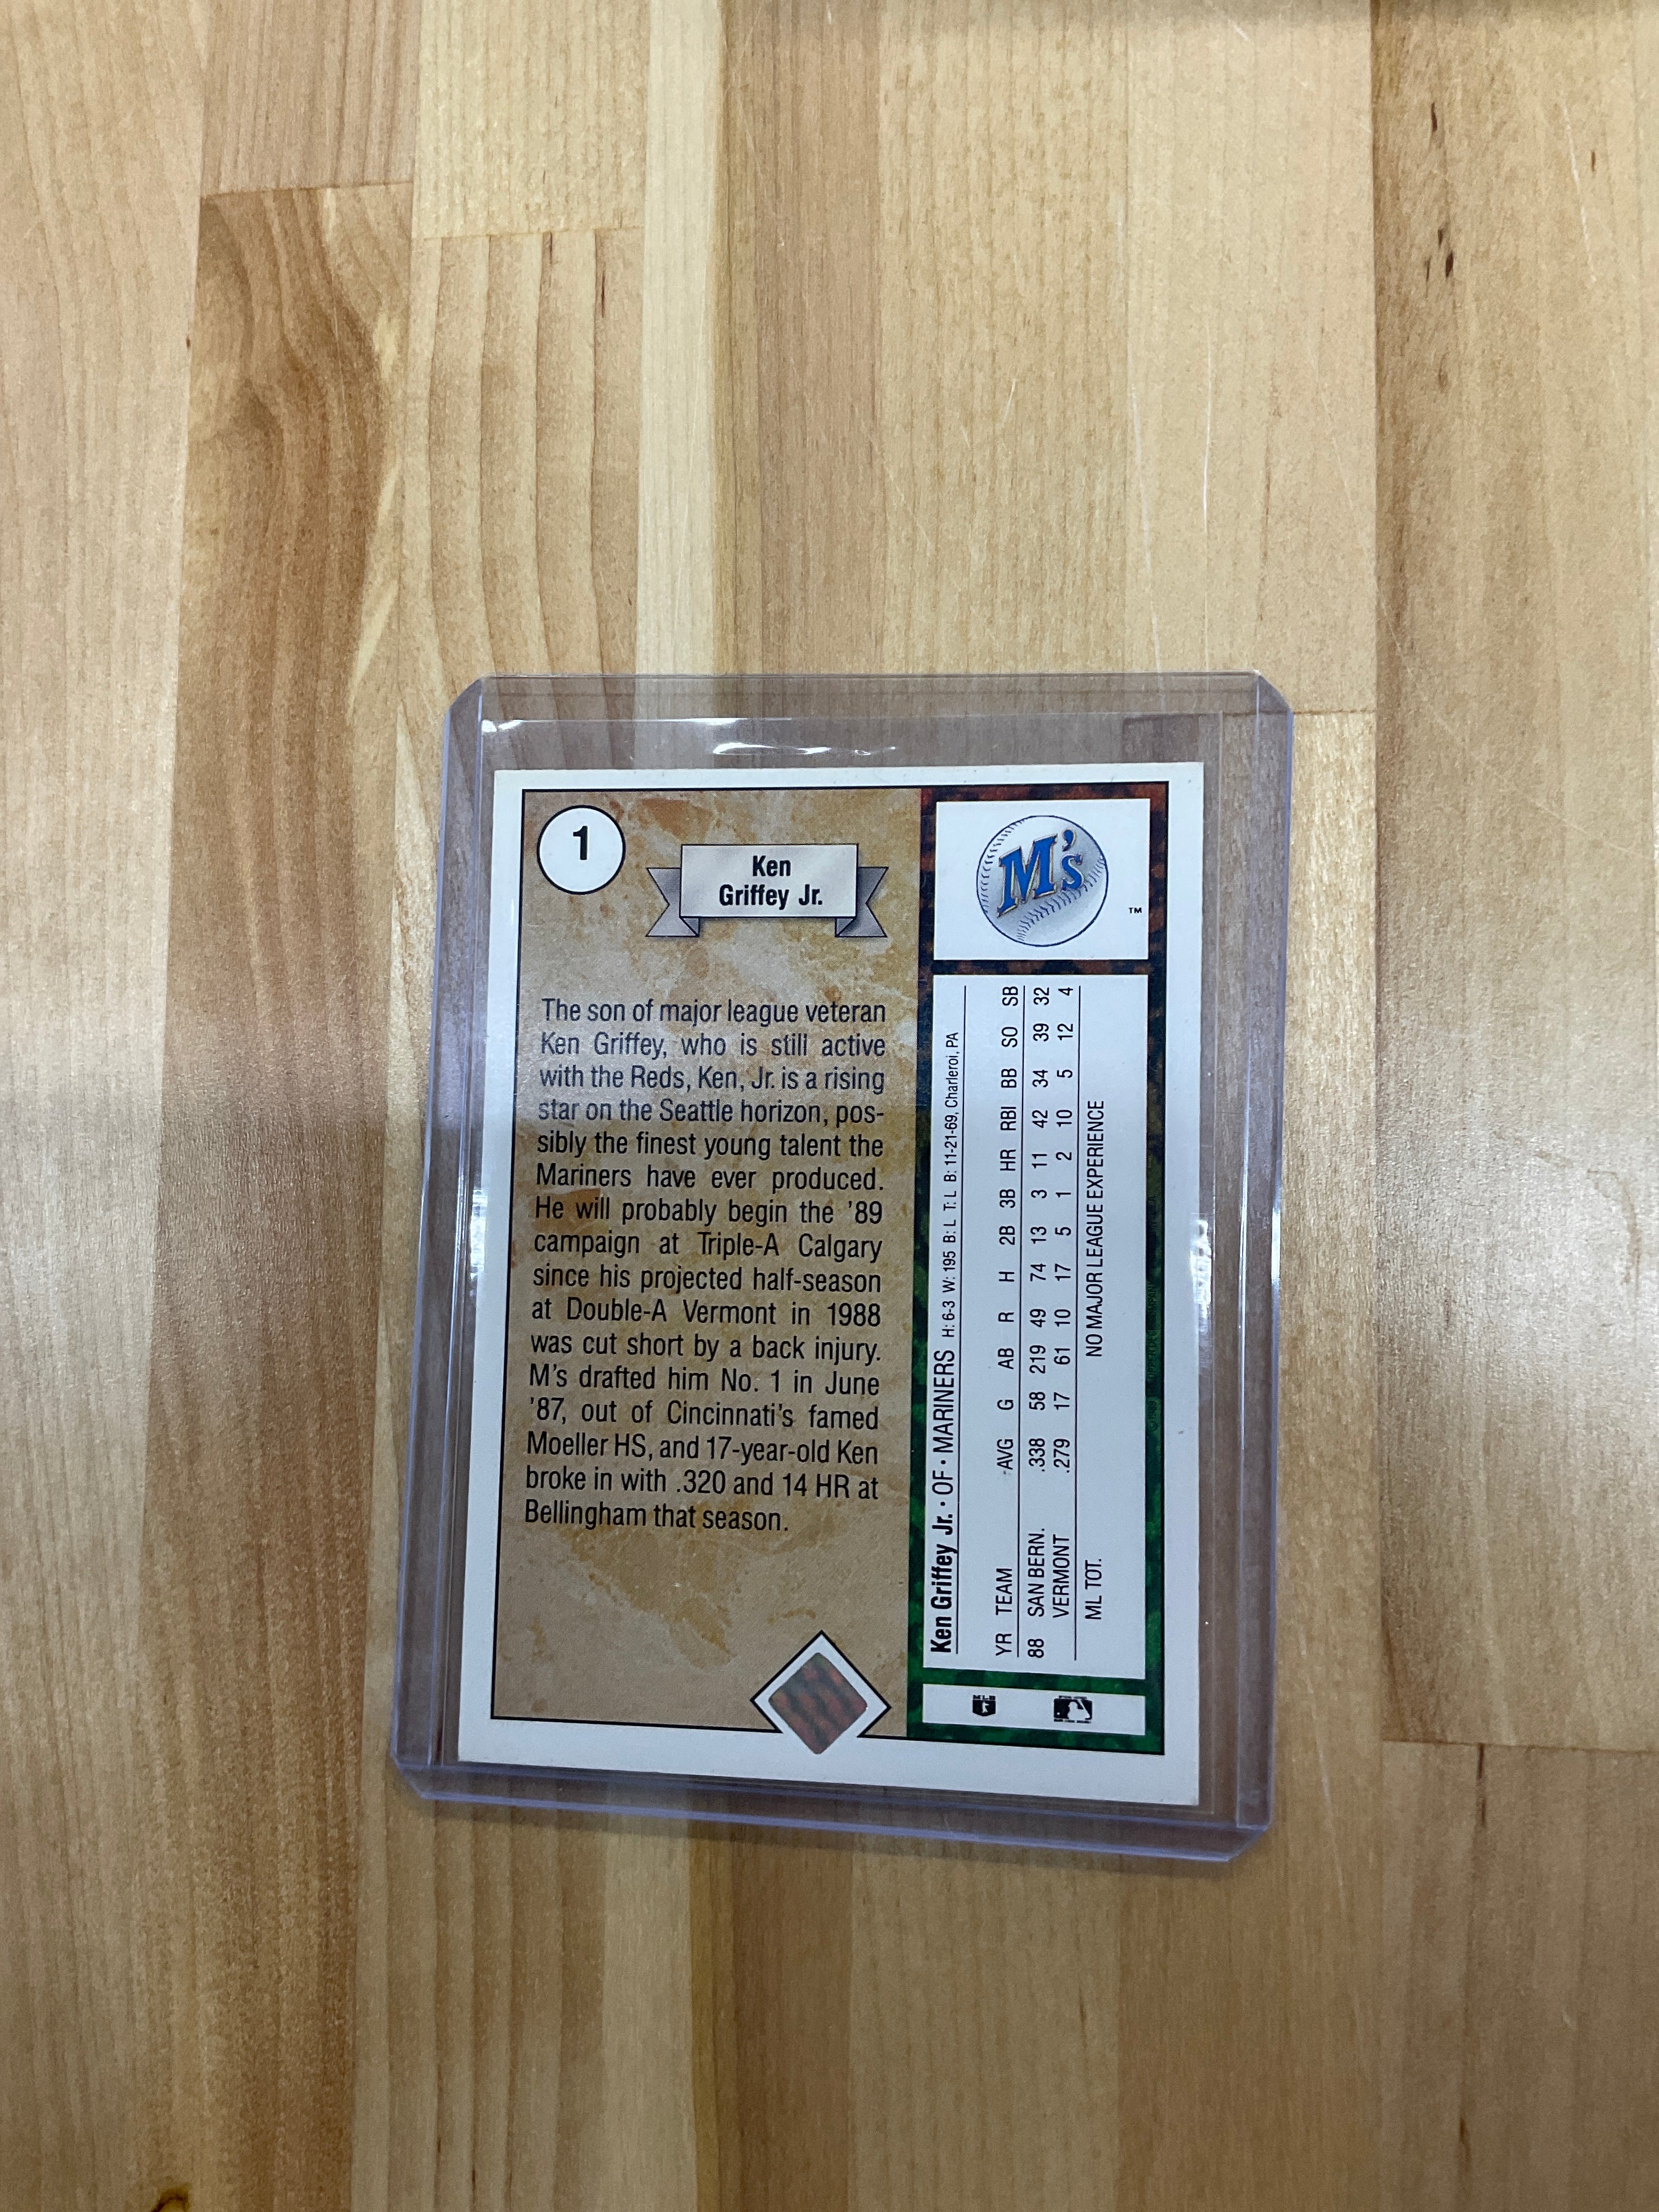 1
Ken
Griffey Jr.
The son of major league veteran
Ken Griffey, who is still active
with the Reds, Ken, Jr. is a rising
star on the Seattle horizon, pos-
sibly the finest young talent the
Mariners have ever produced.
He will probably begin the '89
campaign at Triple-A Calgary
since his projected half-season
at Double-A Vermont in 1988
was cut short by a back injury.
M's drafted him No. 1 in June
'87, out of Cincinnati's famed
Moeller HS, and 17-year-old Ken
broke in with .320 and 14 HR at
Bellingham that season.
M's
TM
Ken Griffey Jr. • OF • MARINERS H: 6-3 W: 195 B: L T: L B: 11-21-69, Charleroi, PA
YR TEAM AVG G AB R H 2B 3B HR RBI BB SO SB
88 SAN BERN. .338 58 219 49 74 13 3 11 42 34 39 32
VERMONT .279 17 61 10 17 5 1 2 10 5 12 4
ML TOT. NO MAJOR LEAGUE EXPERIENCE